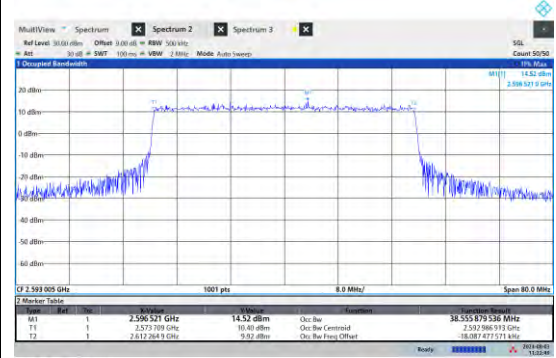 MultiView Spectrum Spectrum 2 Spectrum 3
Ref Level 30.00 dBm Offset 9.00 dB RBW 500 kHz SGL
Att 30 dB SWT 100 ms VBW 2 MHz Mode Auto Sweep Count 50/50
1 Occupied Bandwidth 1Pk Max
M1[1] 14.52 dBm
2.596 521 0 GHz
20 dBm
M1
T1 T2
10 dBm
0 dBm
-10 dBm
-20 dBm
-30 dBm
-40 dBm
-50 dBm
-60 dBm
CF 2.593 005 GHz 1001 pts 8.0 MHz/ Span 80.0 MHz
2 Marker Table
Type Ref Trc X-Value Y-Value Function Function Result
M1 1 2.596 521 GHz 14.52 dBm Occ Bw 38.555 879 536 MHz
T1 1 2.573 709 GHz 10.40 dBm Occ Bw Centroid 2.592 986 913 GHz
T2 1 2.612 264 9 GHz 9.92 dBm Occ Bw Freq Offset -18.087 477 571 kHz
Ready